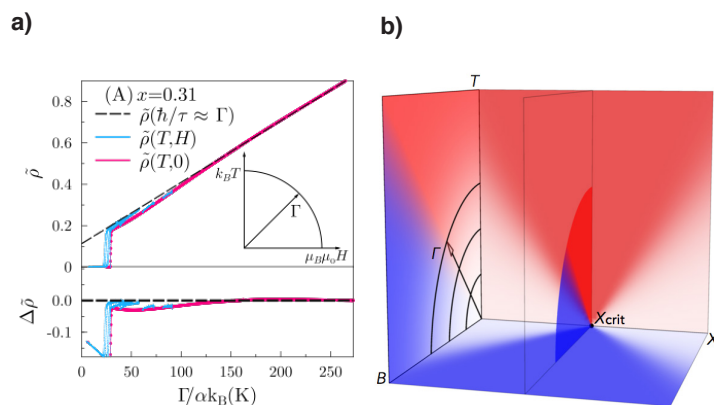 a)
(A) x=0.31
ρ̃(ħ/τ ≈ Γ)
ρ̃(T,H)
ρ̃(T,0)
0.8
0.6
0.4
0.2
0
ρ̃
k_BT
Γ
μ_Bμ_oH
0.0
-0.1
Δρ̃
0 50 100 150 200 250
Γ/αk_B(K)
b)
T
Γ
X_crit
X
B